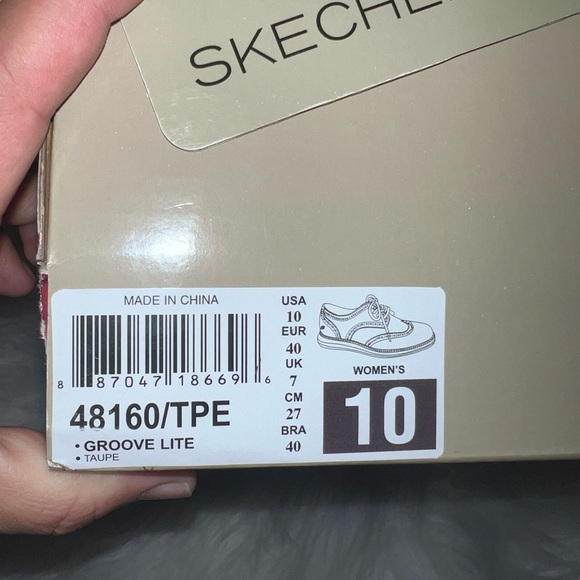 SKECHE
MADE IN CHINA
8 87047 18669 6
48160/TPE
• GROOVE LITE
• TAUPE
USA
10
EUR
40
UK
7
CM
27
BRA
40
WOMEN'S
10